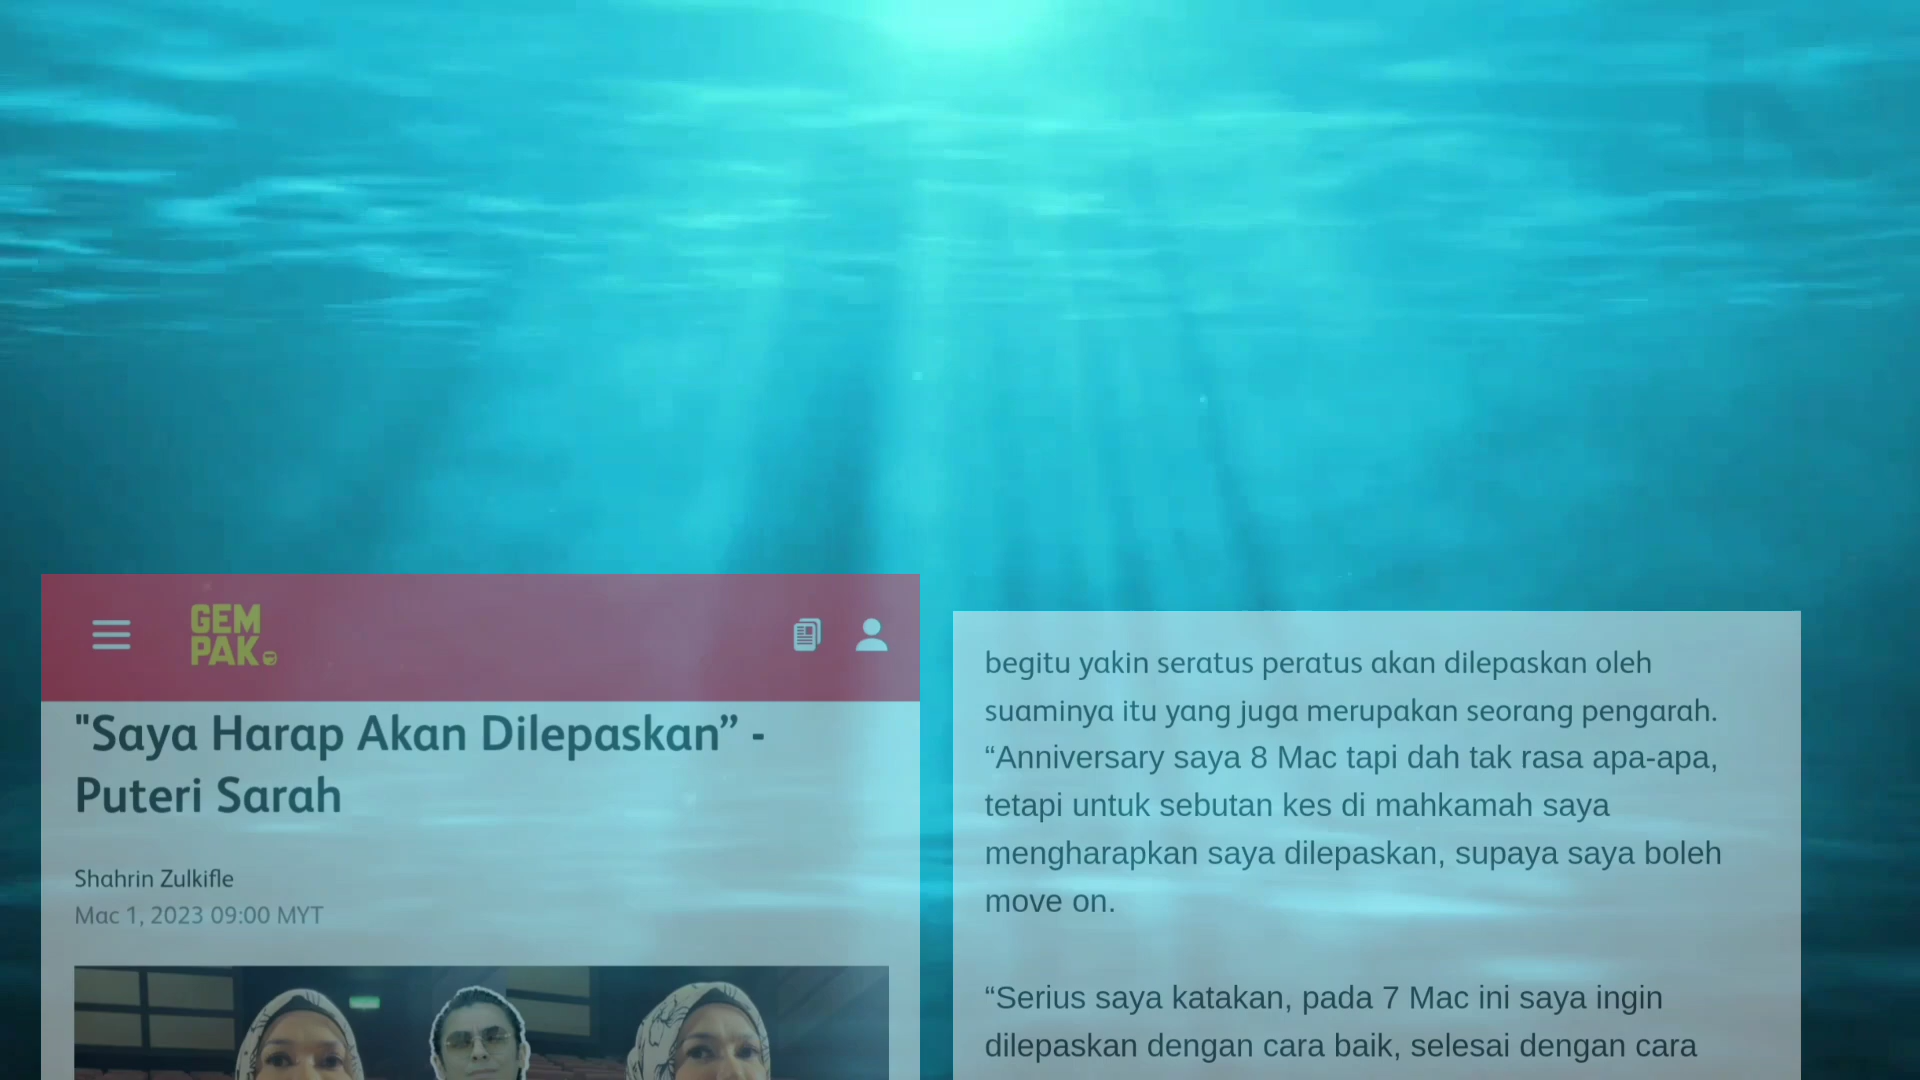 GEM
PAK
"Saya Harap Akan Dilepaskan” -
Puteri Sarah
Shahrin Zulkifle
Mac 1, 2023 09:00 MYT
begitu yakin seratus peratus akan dilepaskan oleh
suaminya itu yang juga merupakan seorang pengarah.
“Anniversary saya 8 Mac tapi dah tak rasa apa-apa,
tetapi untuk sebutan kes di mahkamah saya
mengharapkan saya dilepaskan, supaya saya boleh
move on.
“Serius saya katakan, pada 7 Mac ini saya ingin
dilepaskan dengan cara baik, selesai dengan cara